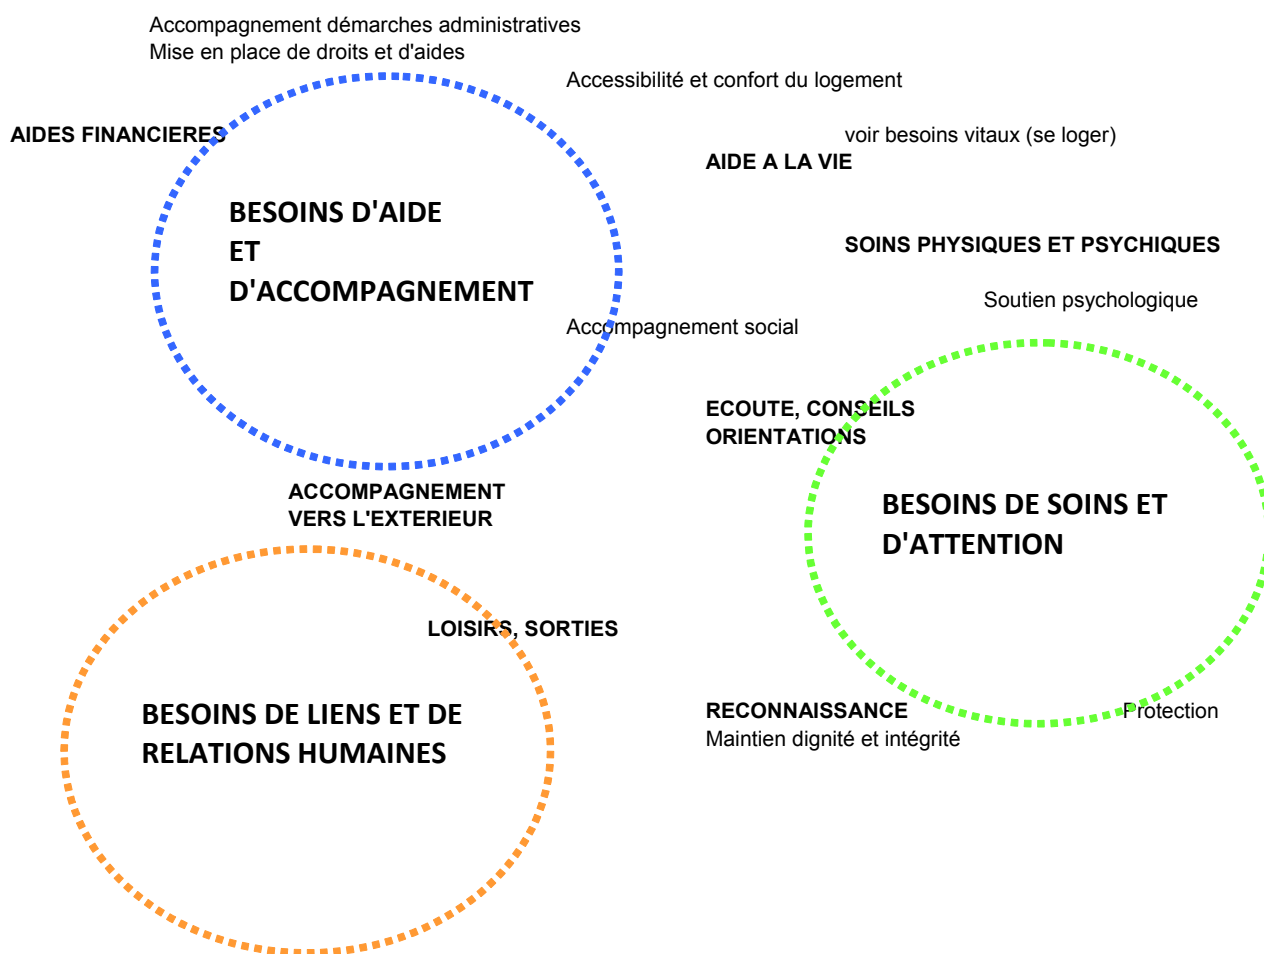 Accompagnement démarches administratives
Mise en place de droits et d'aides
Accessibilité et confort du logement
AIDES FINANCIERES
voir besoins vitaux (se loger)
AIDE A LA VIE
BESOINS D'AIDE
ET
D'ACCOMPAGNEMENT
SOINS PHYSIQUES ET PSYCHIQUES
Soutien psychologique
Accompagnement social
ECOUTE, CONSEILS
ORIENTATIONS
ACCOMPAGNEMENT
VERS L'EXTERIEUR
BESOINS DE SOINS ET
D'ATTENTION
LOISIRS, SORTIES
BESOINS DE LIENS ET DE
RELATIONS HUMAINES
RECONNAISSANCE
Maintien dignité et intégrité
Protection